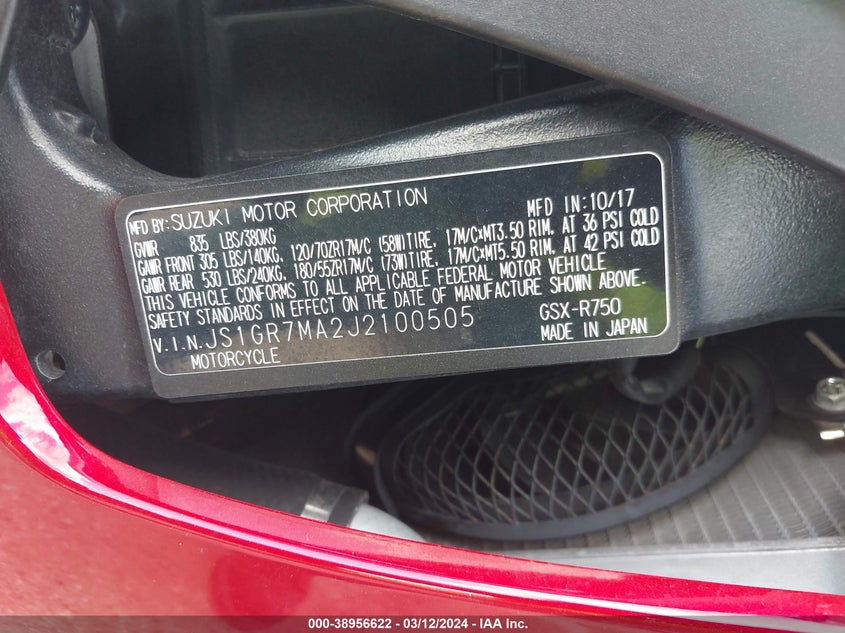 MFD BY:SUZUKI MOTOR CORPORATION MFD IN:10/17
GVWR 835 LBS/380KG
GAWR FRONT 305 LBS/140KG, 120/70ZR17M/C (58W)TIRE, 17M/C×MT3.50 RIM, AT 36 PSI COLD
GAWR REAR 530 LBS/240KG, 180/55ZR17M/C (73W)TIRE, 17M/C×MT5.50 RIM, AT 42 PSI COLD
THIS VEHICLE CONFORMS TO ALL APPLICABLE FEDERAL MOTOR VEHICLE
SAFETY STANDARDS IN EFFECT ON THE DATE OF MANUFACTURE SHOWN ABOVE.
V.I.N.JS1GR7MA2J2100505 GSX-R750
MOTORCYCLE MADE IN JAPAN
000-38956622 - 03/12/2024 - IAA Inc.